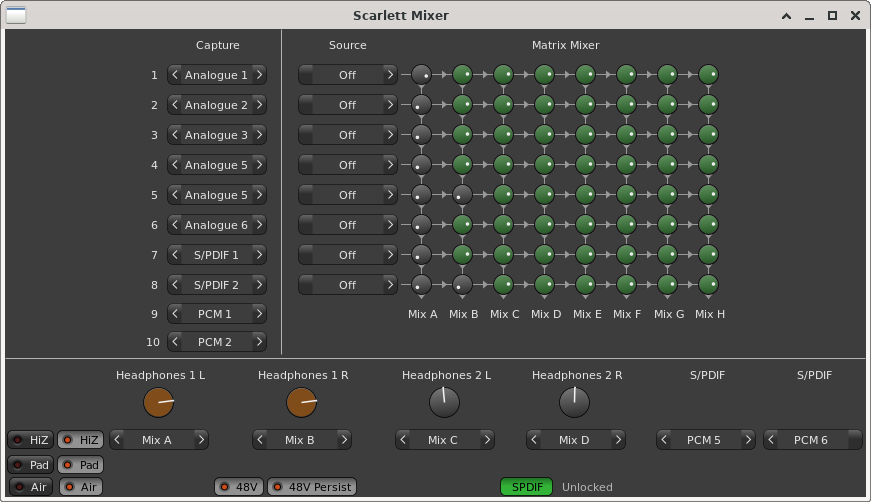 Scarlett Mixer
Capture Source Matrix Mixer
1 Analogue 1 Off
2 Analogue 2 Off
3 Analogue 3 Off
4 Analogue 5 Off
5 Analogue 5 Off
6 Analogue 6 Off
7 S/PDIF 1 Off
8 S/PDIF 2 Off
9 PCM 1 Mix A Mix B Mix C Mix D Mix E Mix F Mix G Mix H
10 PCM 2
Headphones 1 L Headphones 1 R Headphones 2 L Headphones 2 R S/PDIF S/PDIF
HiZ HiZ Mix A Mix B Mix C Mix D PCM 5 PCM 6
Pad Pad
Air Air 48V 48V Persist SPDIF Unlocked